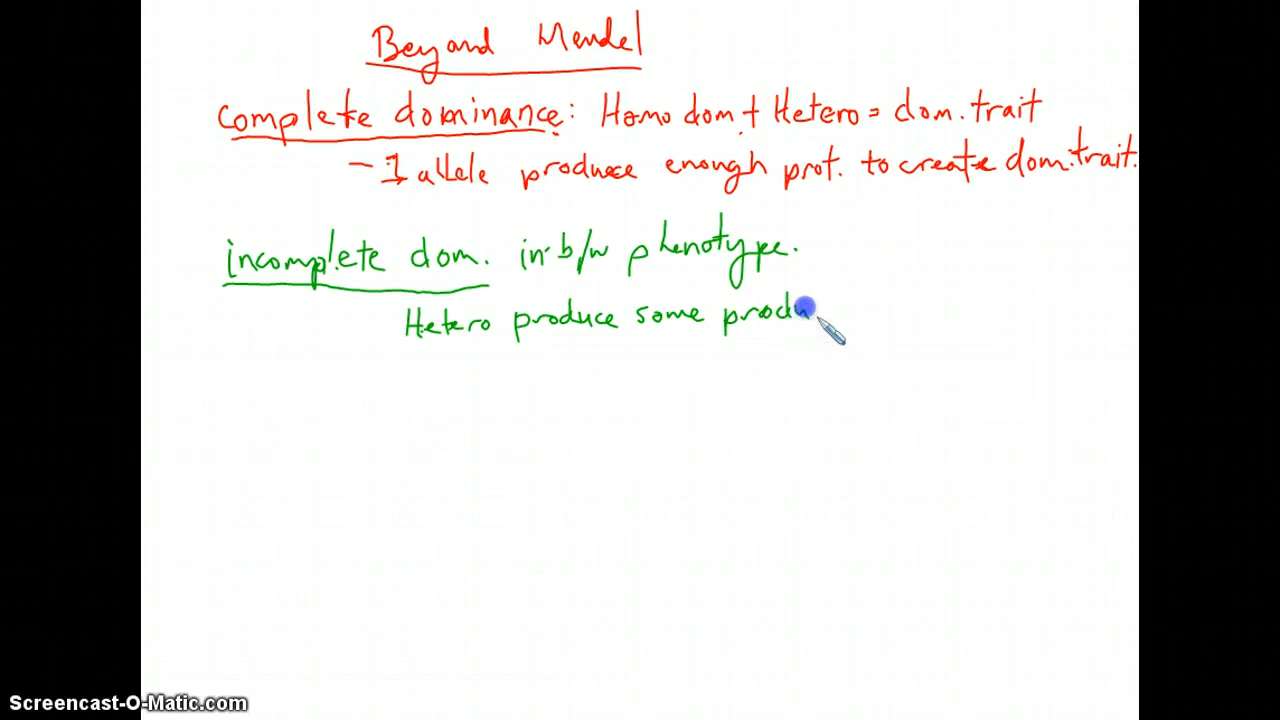 Beyond Mendel
complete dominance: Homo dom + Hetero = dom. trait
- 1 allele produce enough prot. to create dom. trait.
incomplete dom. in b/w phenotype.
Hetero produce some produ
Screencast-O-Matic.com